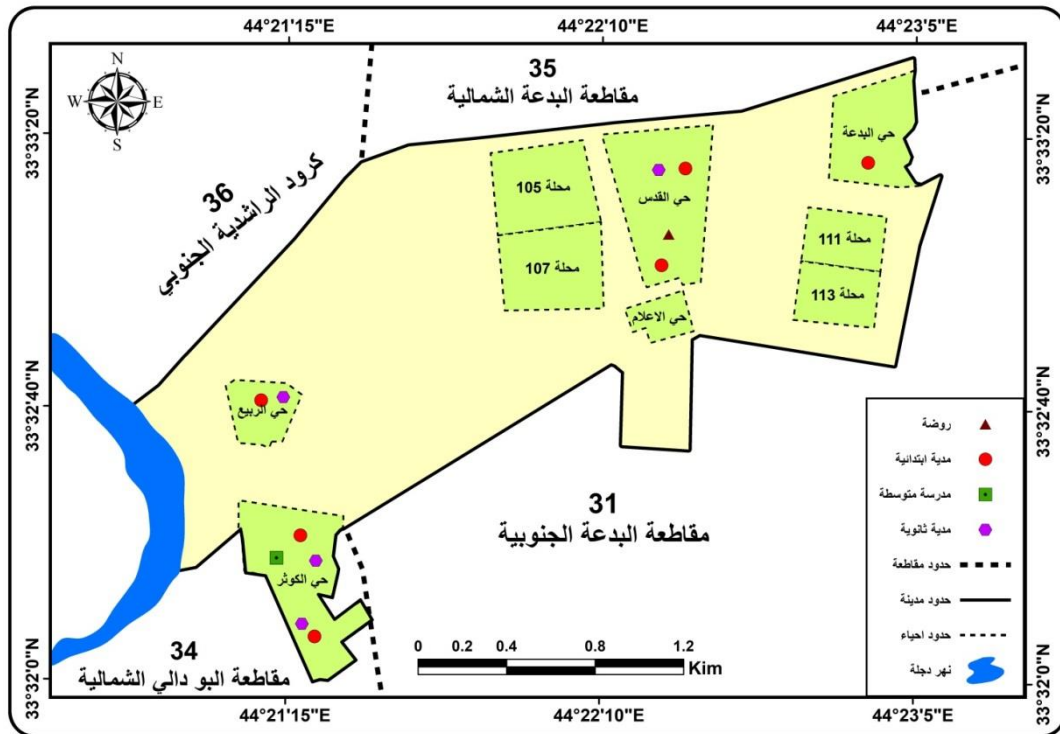 44°21'15"E
44°22'10"E
44°23'5"E
33°33'20"N
33°33'20"N
N
W
E
S
35
مقاطعة البدعة الشمالية
36
كرود الراشدية الجنوبي
حي البدعة
محلة 105
حي القدس
محلة 107
محلة 111
محلة 113
حي الاعلام
33°32'40"N
33°32'40"N
حي الربيع
31
مقاطعة البدعة الجنوبية
حي الكوثر
34
مقاطعة البو دالي الشمالية
0 0.2 0.4 0.8 1.2
Kim
روضة
مدية ابتدائية
مدرسة متوسطة
مدية ثانوية
حدود مقاطعة
حدود مدينة
حدود احياء
نهر دجلة
33°32'0"N
33°32'0"N
44°21'15"E
44°22'10"E
44°23'5"E